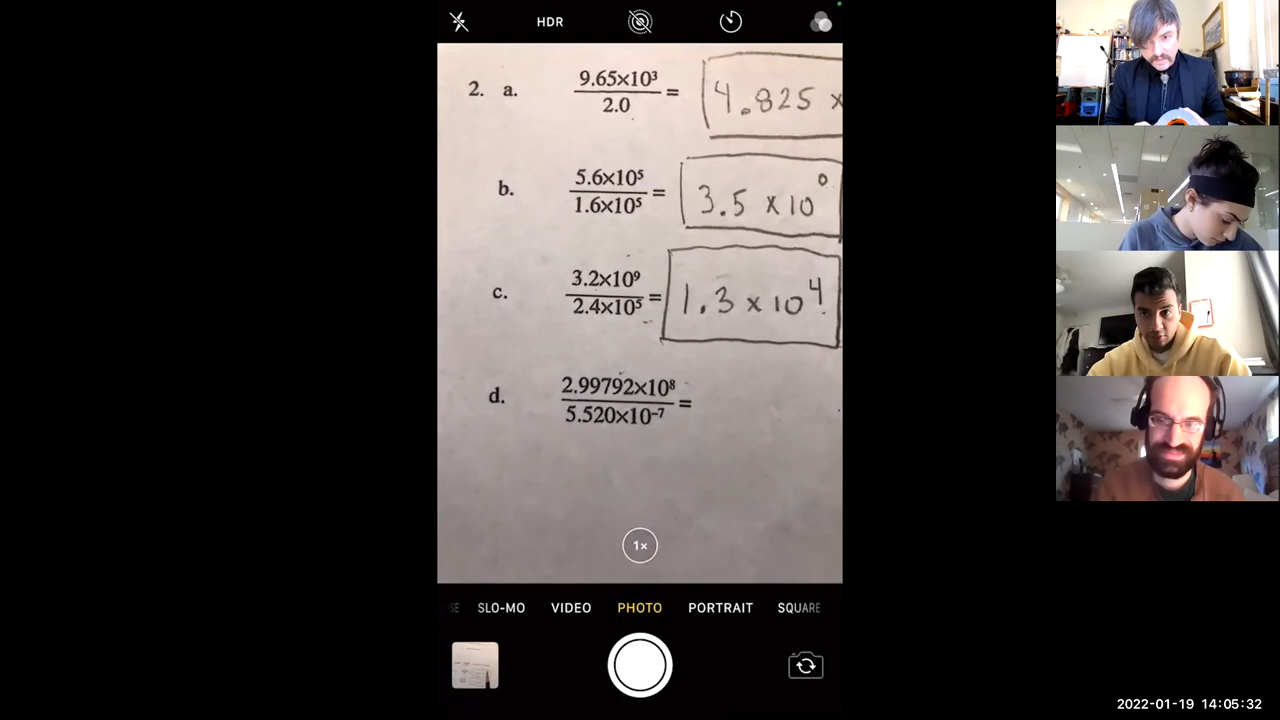 HDR
2. a. 9.65×10³
2.0 = 4.825 x
b. 5.6×10⁵
1.6×10⁵ = 3.5 x 10⁰
c. 3.2×10⁹
2.4×10⁵ = 1.3 x 10⁴
d. 2.99792×10⁸
5.520×10⁻⁷ =
1×
SE SLO-MO VIDEO PHOTO PORTRAIT SQUARE
2022-01-19 14:05:32